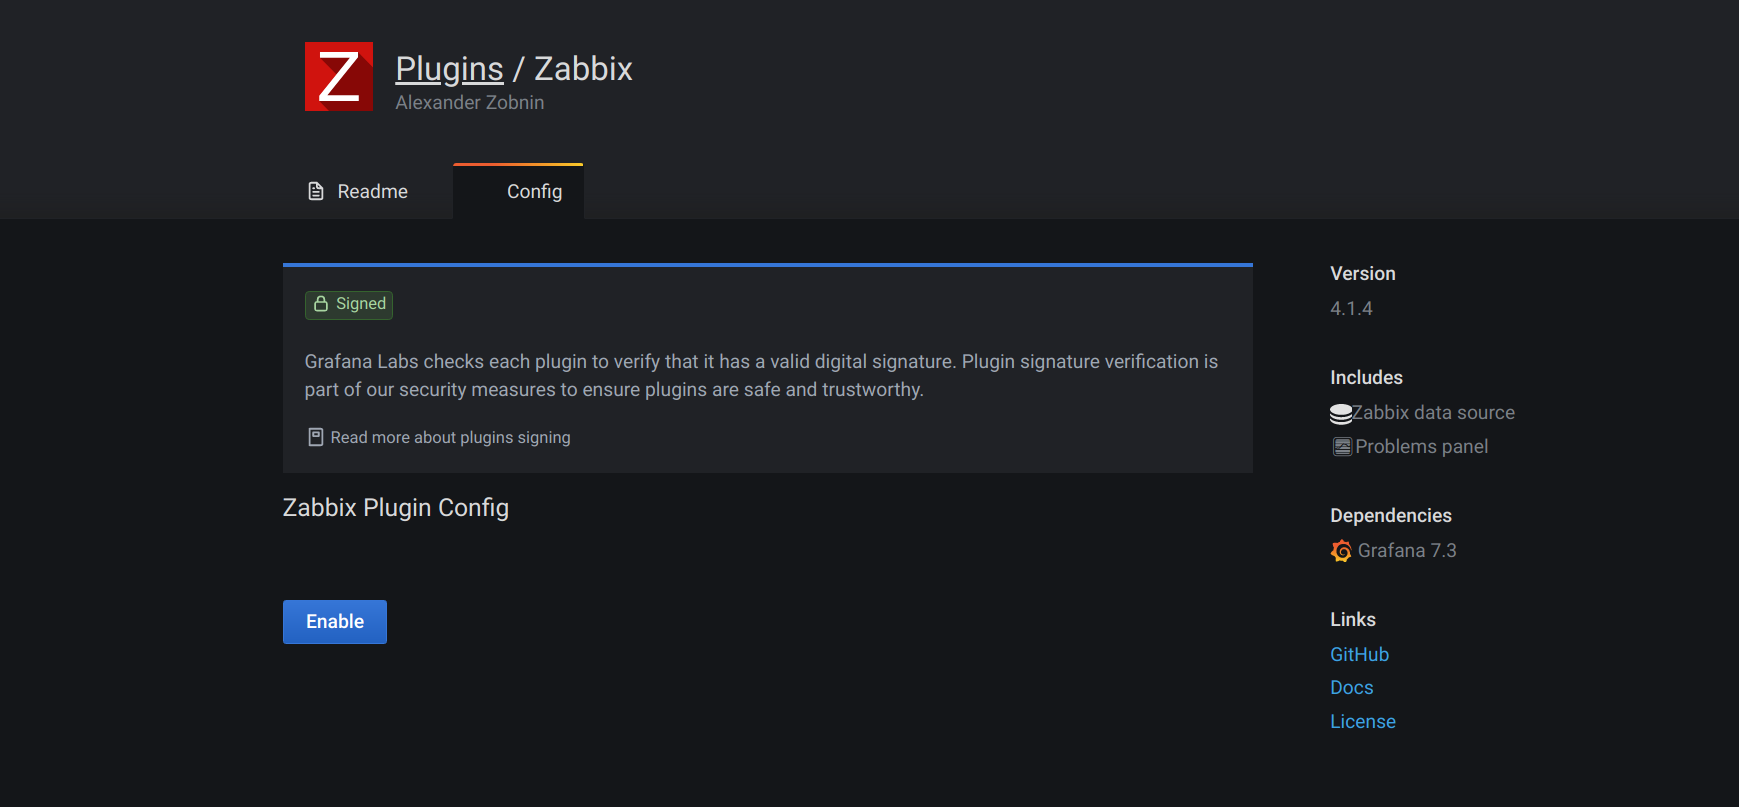 Z
Plugins / Zabbix
Alexander Zobnin
Readme
Config
Signed
Grafana Labs checks each plugin to verify that it has a valid digital signature. Plugin signature verification is
part of our security measures to ensure plugins are safe and trustworthy.
Read more about plugins signing
Zabbix Plugin Config
Enable
Version
4.1.4
Includes
Zabbix data source
Problems panel
Dependencies
Grafana 7.3
Links
GitHub
Docs
License